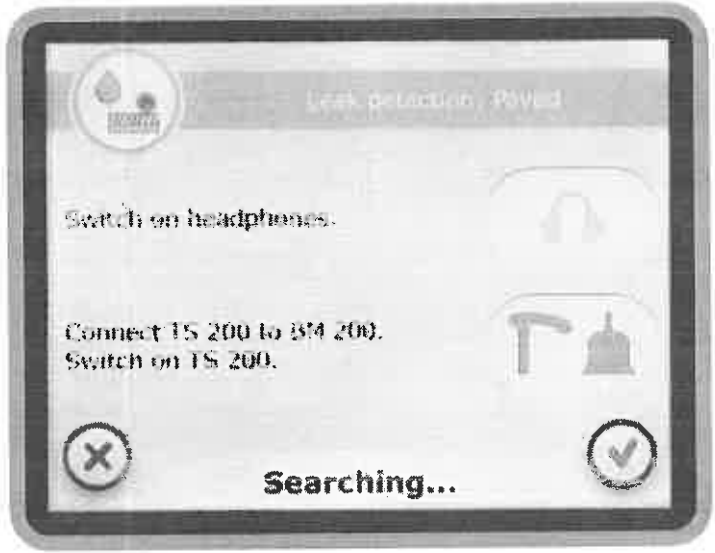 Leak detection, Paved
Switch on headphones.
Connect TS 200 to BM 200.
Switch on TS 200.
Searching...